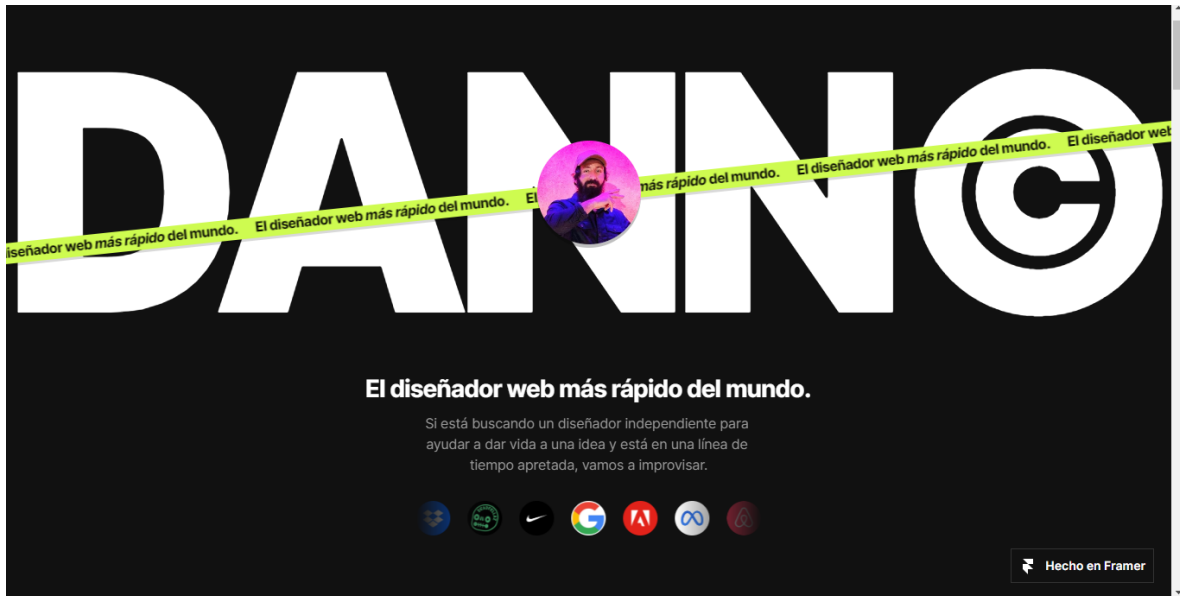 DANN©
iseñador web más rápido del mundo. El diseñador web más rápido del mundo. El más rápido del mundo. El diseñador web más rápido del mundo. El diseñador web
El diseñador web más rápido del mundo.
Si está buscando un diseñador independiente para
ayudar a dar vida a una idea y está en una línea de
tiempo apretada, vamos a improvisar.
Hecho en Framer